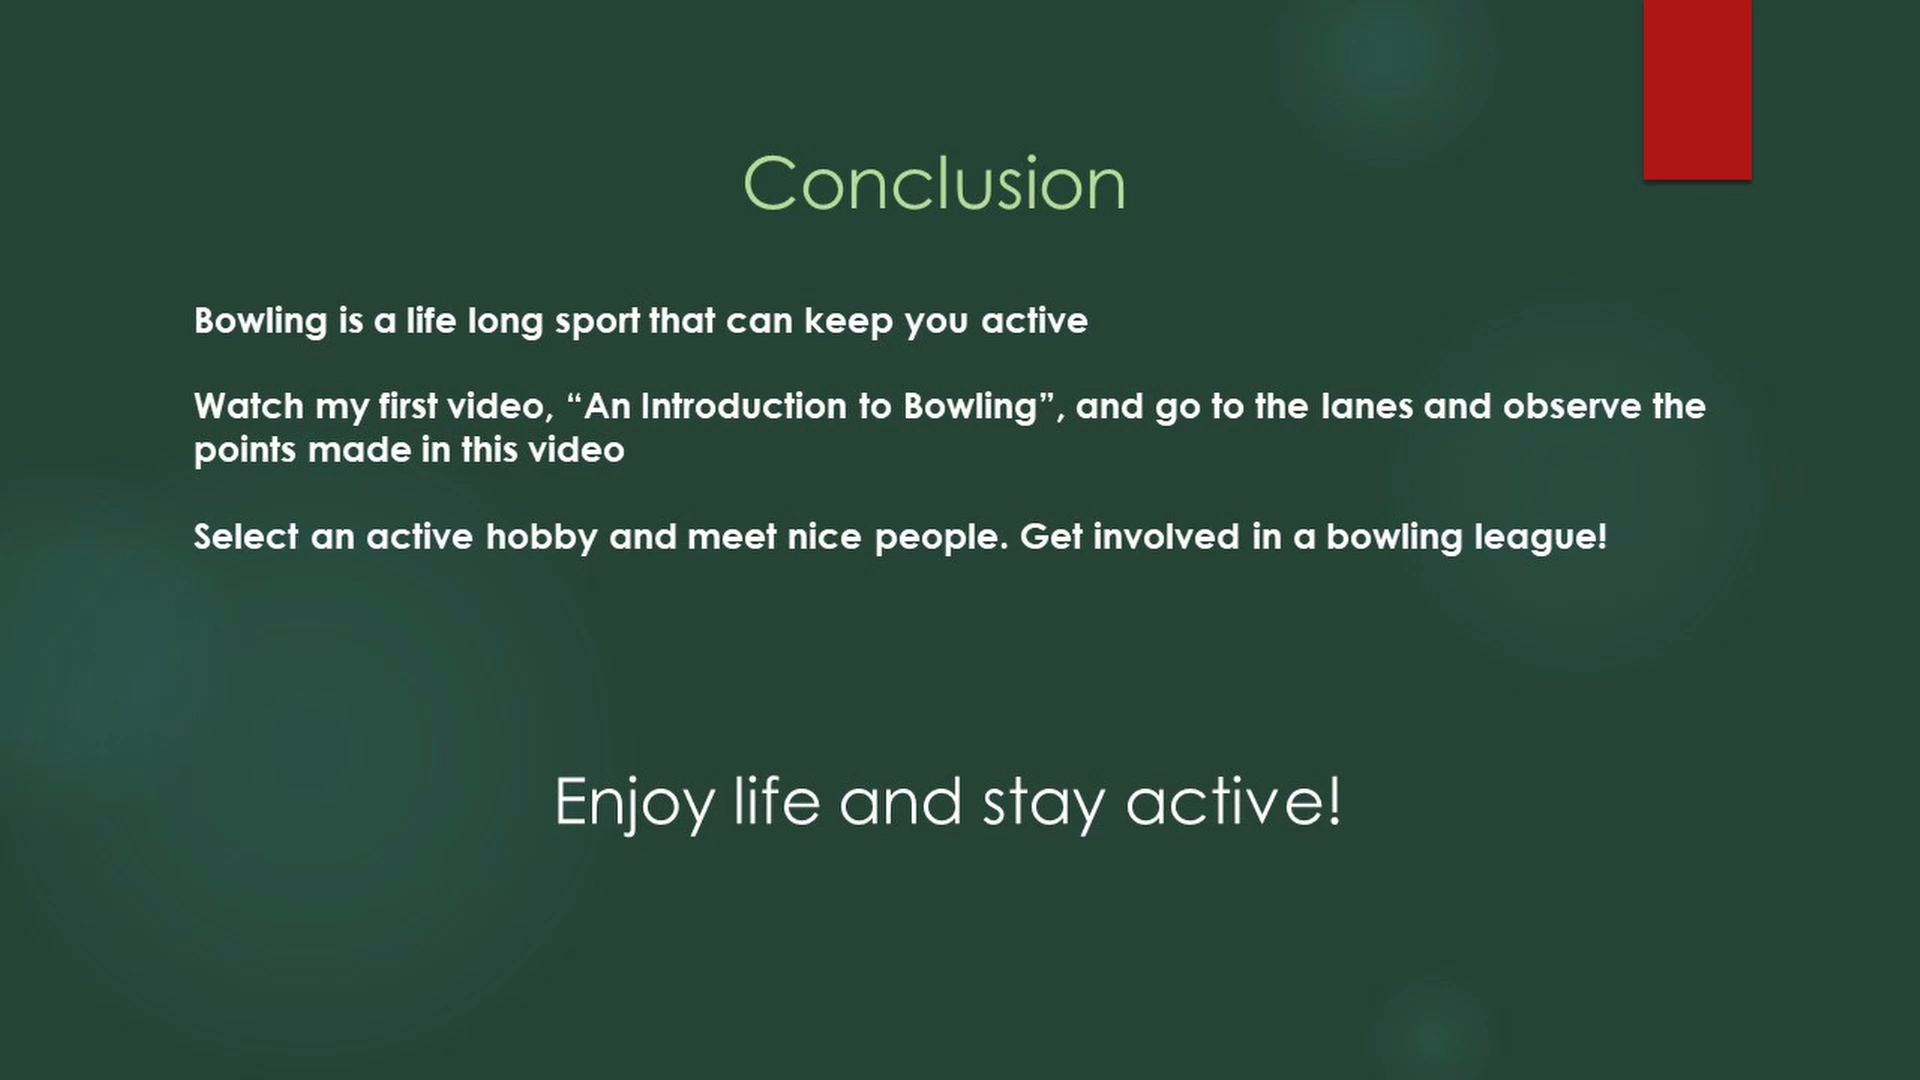 Conclusion
Bowling is a life long sport that can keep you active
Watch my first video, “An Introduction to Bowling”, and go to the lanes and observe the
points made in this video
Select an active hobby and meet nice people. Get involved in a bowling league!
Enjoy life and stay active!